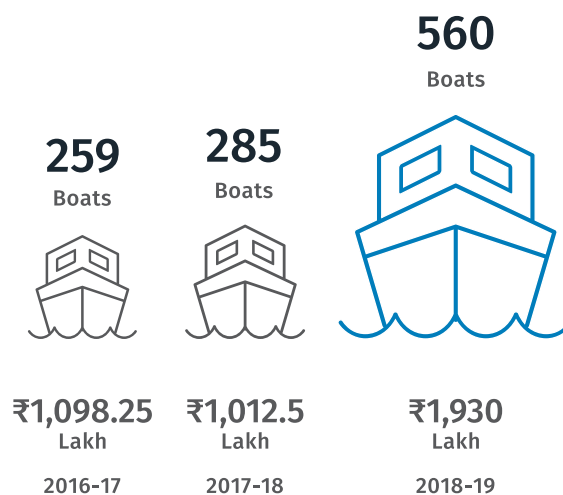 259
Boats
₹1,098.25
Lakh
2016-17
285
Boats
₹1,012.5
Lakh
2017-18
560
Boats
₹1,930
Lakh
2018-19